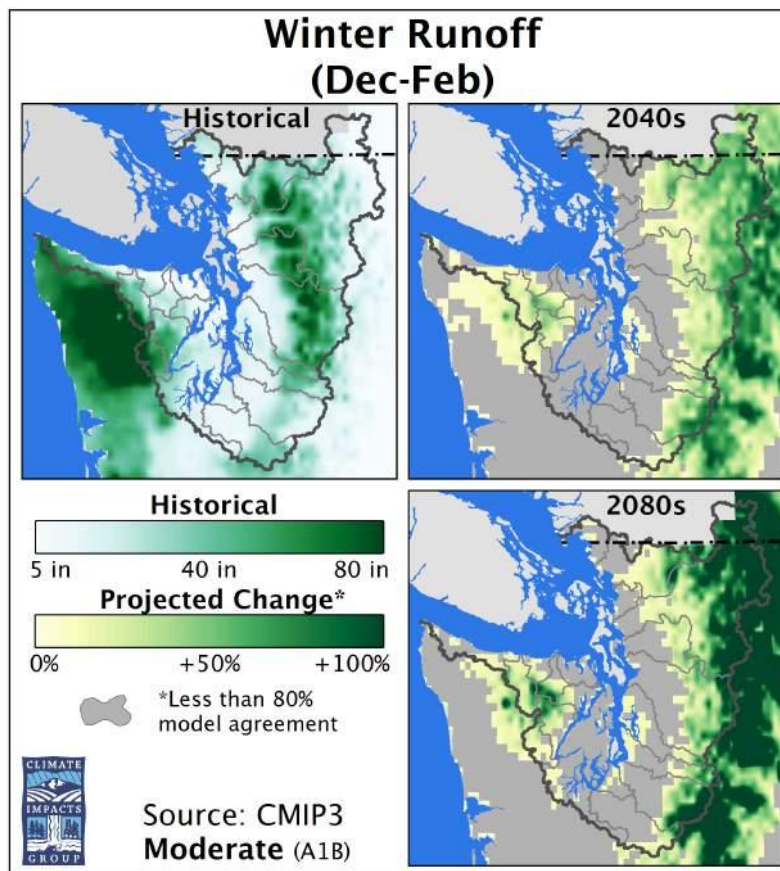 Winter Runoff
(Dec-Feb)
Historical
2040s
Historical
5 in 40 in 80 in
Projected Change*
0% +50% +100%
*Less than 80%
model agreement
2080s
CLIMATE
IMPACTS
GROUP
Source: CMIP3
Moderate (A1B)